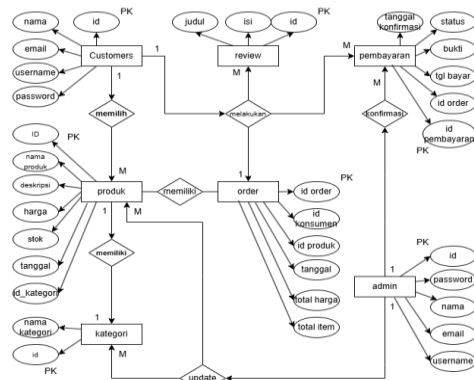 nama
id
PK
judul
isi
id
PK
tanggal
konfirmasi
status
email
Customers
review
M
pembayaran
bukti
username
1
1
M
tgl bayar
password
M
id order
memilih
melakukan
konfirmasi
id
pembayaran
PK
ID
PK
nama
produk
M
1
PK
deskripsi
produk
memiliki
order
id order
harga
1
M
id
konsumen
stok
id produk
PK
id
memiliki
tanggal
1
password
tanggal
admin
id_kategori
total harga
1
nama
1
nama
kategori
kategori
total item
email
id
M
username
PK
update